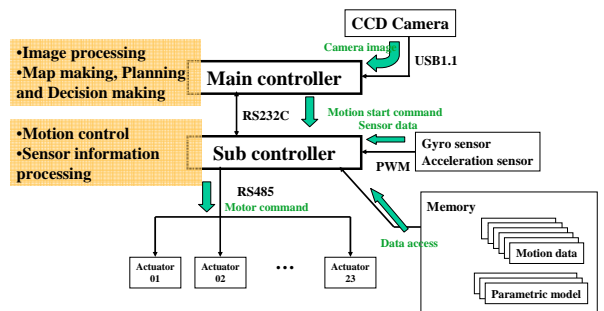 CCD Camera
Camera image
USB1.1
•Image processing
•Map making, Planning
and Decision making
Main controller
RS232C
Motion start command
Sensor data
•Motion control
•Sensor information
processing
Sub controller
Gyro sensor
Acceleration sensor
PWM
RS485
Motor command
Memory
Data access
Motion data
Parametric model
Actuator
01
Actuator
02
...
Actuator
23